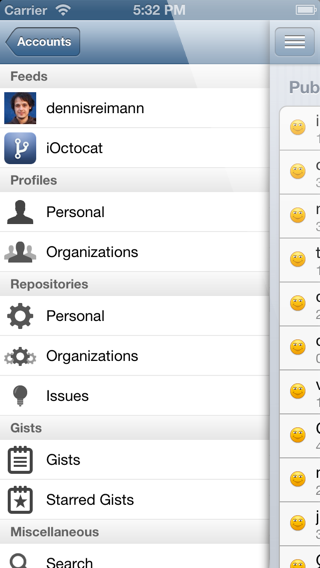 Carrier 5:32 PM
Accounts
Feeds
dennisreimann
iOctocat
Profiles
Personal
Organizations
Repositories
Personal
Organizations
Issues
Gists
Gists
Starred Gists
Miscellaneous
Search
Pub